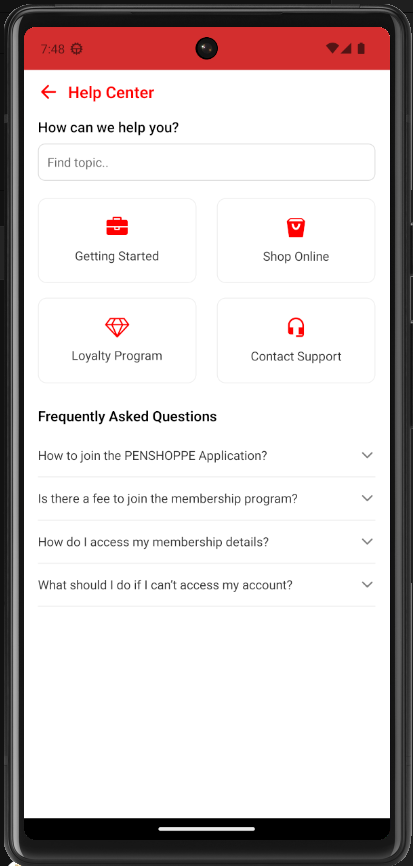 7:48
Help Center
How can we help you?
Find topic..
Getting Started
Shop Online
Loyalty Program
Contact Support
Frequently Asked Questions
How to join the PENSHOPPE Application?
Is there a fee to join the membership program?
How do I access my membership details?
What should I do if I can't access my account?